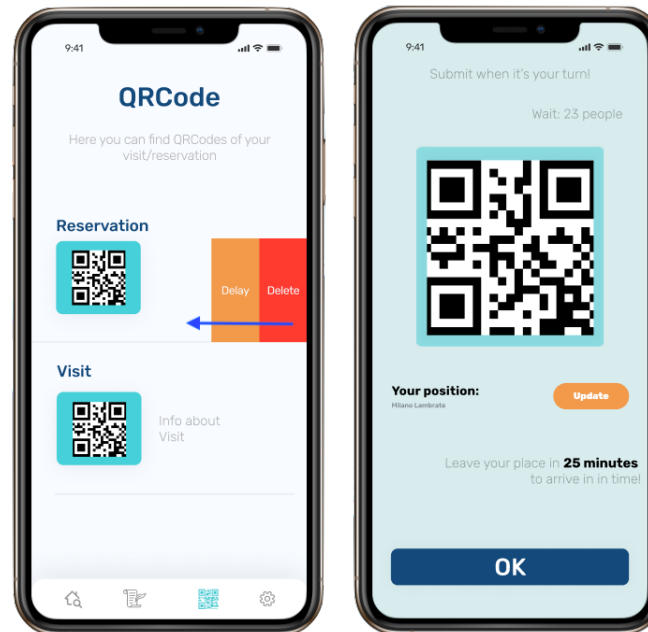 9:41
QRCode
Here you can find QRCodes of your
visit/reservation
Reservation
Delay
Delete
Visit
Info about
Visit
9:41
Submit when it's your turn!
Wait: 23 people
Your position:
Milano Lambrate
Update
Leave your place in 25 minutes
to arrive in in time!
OK